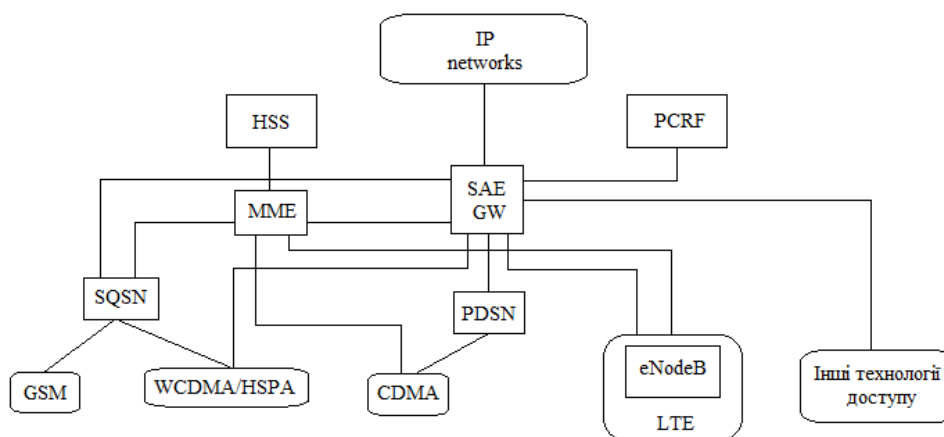 IP
networks
HSS
PCRF
SAE
GW
MME
SQSN
PDSN
GSM
WCDMA/HSPA
CDMA
eNodeB
LTE
Інші технології
доступу